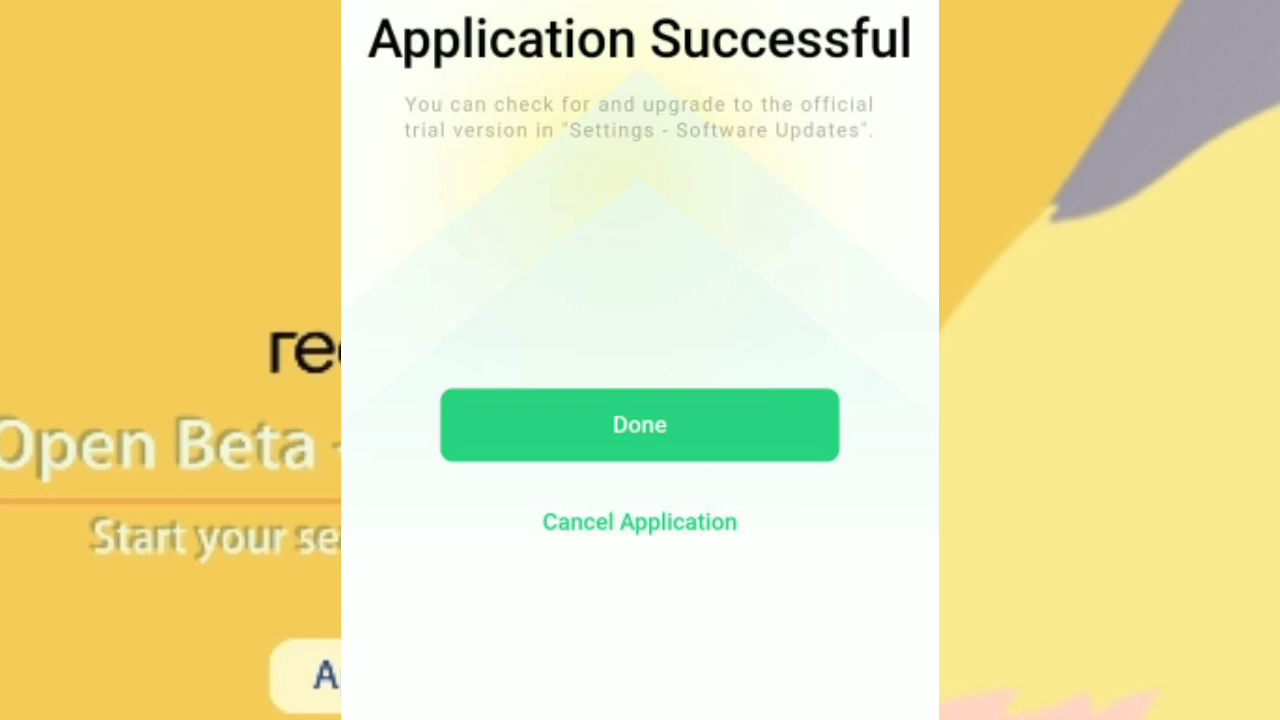 Application Successful
You can check for and upgrade to the official
trial version in "Settings - Software Updates".
re
Done
Open Beta -
Cancel Application
Start your se
A